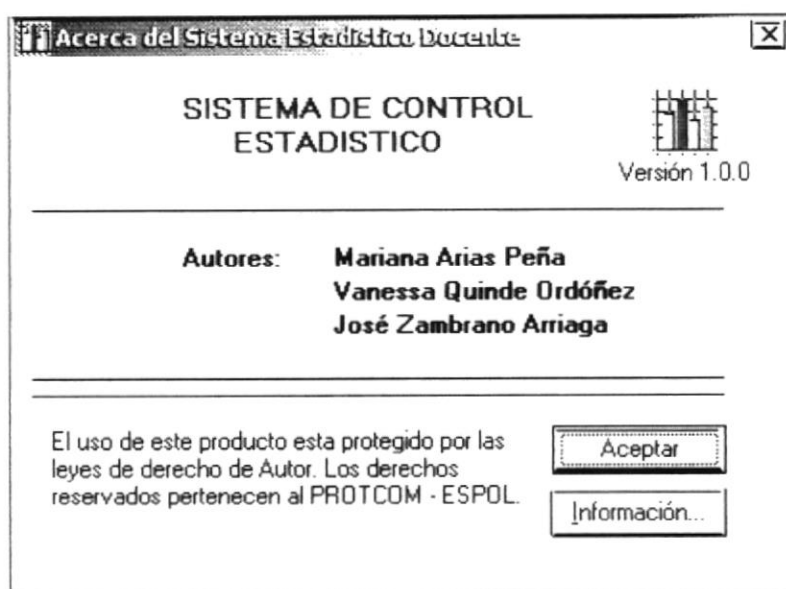 Acerca del Sistema Estadístico Docente
SISTEMA DE CONTROL
ESTADISTICO
Versión 1.0.0
Autores: Mariana Arias Peña
Vanessa Quinde Ordóñez
José Zambrano Arriaga
El uso de este producto esta protegido por las
leyes de derecho de Autor. Los derechos
reservados pertenecen al PROTCOM - ESPOL.
Aceptar
Información...